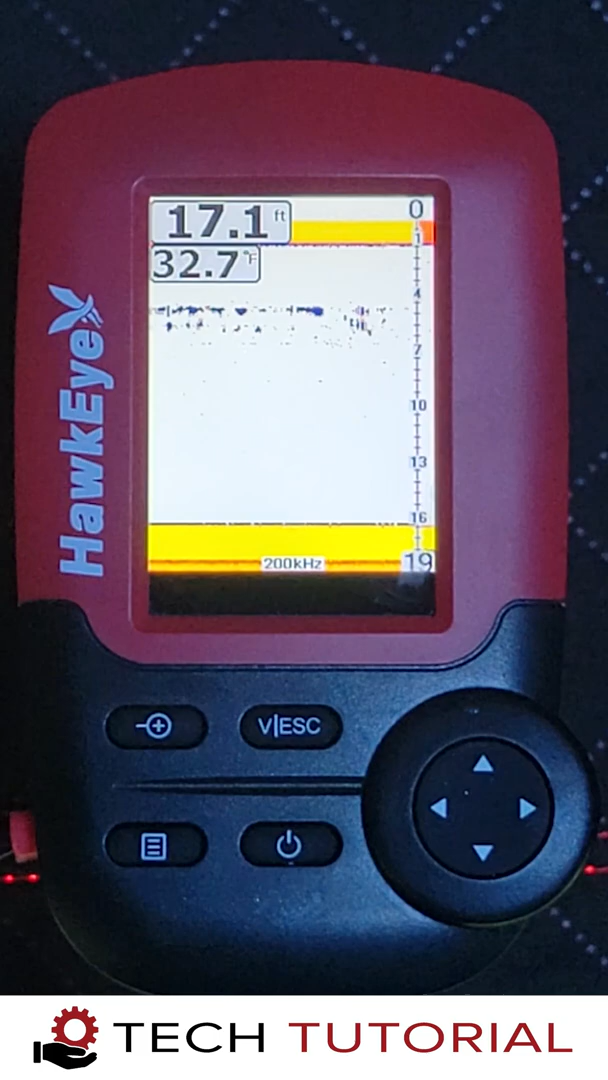 17.1 ft
0
1
32.7 °F
4
7
10
13
16
200kHz
19
HawkEye
V|ESC
TECH TUTORIAL